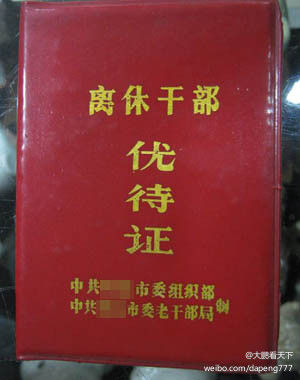 离休干部
优待证
中共 市委组织部
中共 市委老干部局 制
@大鹏看天下
weibo.com/dapeng777